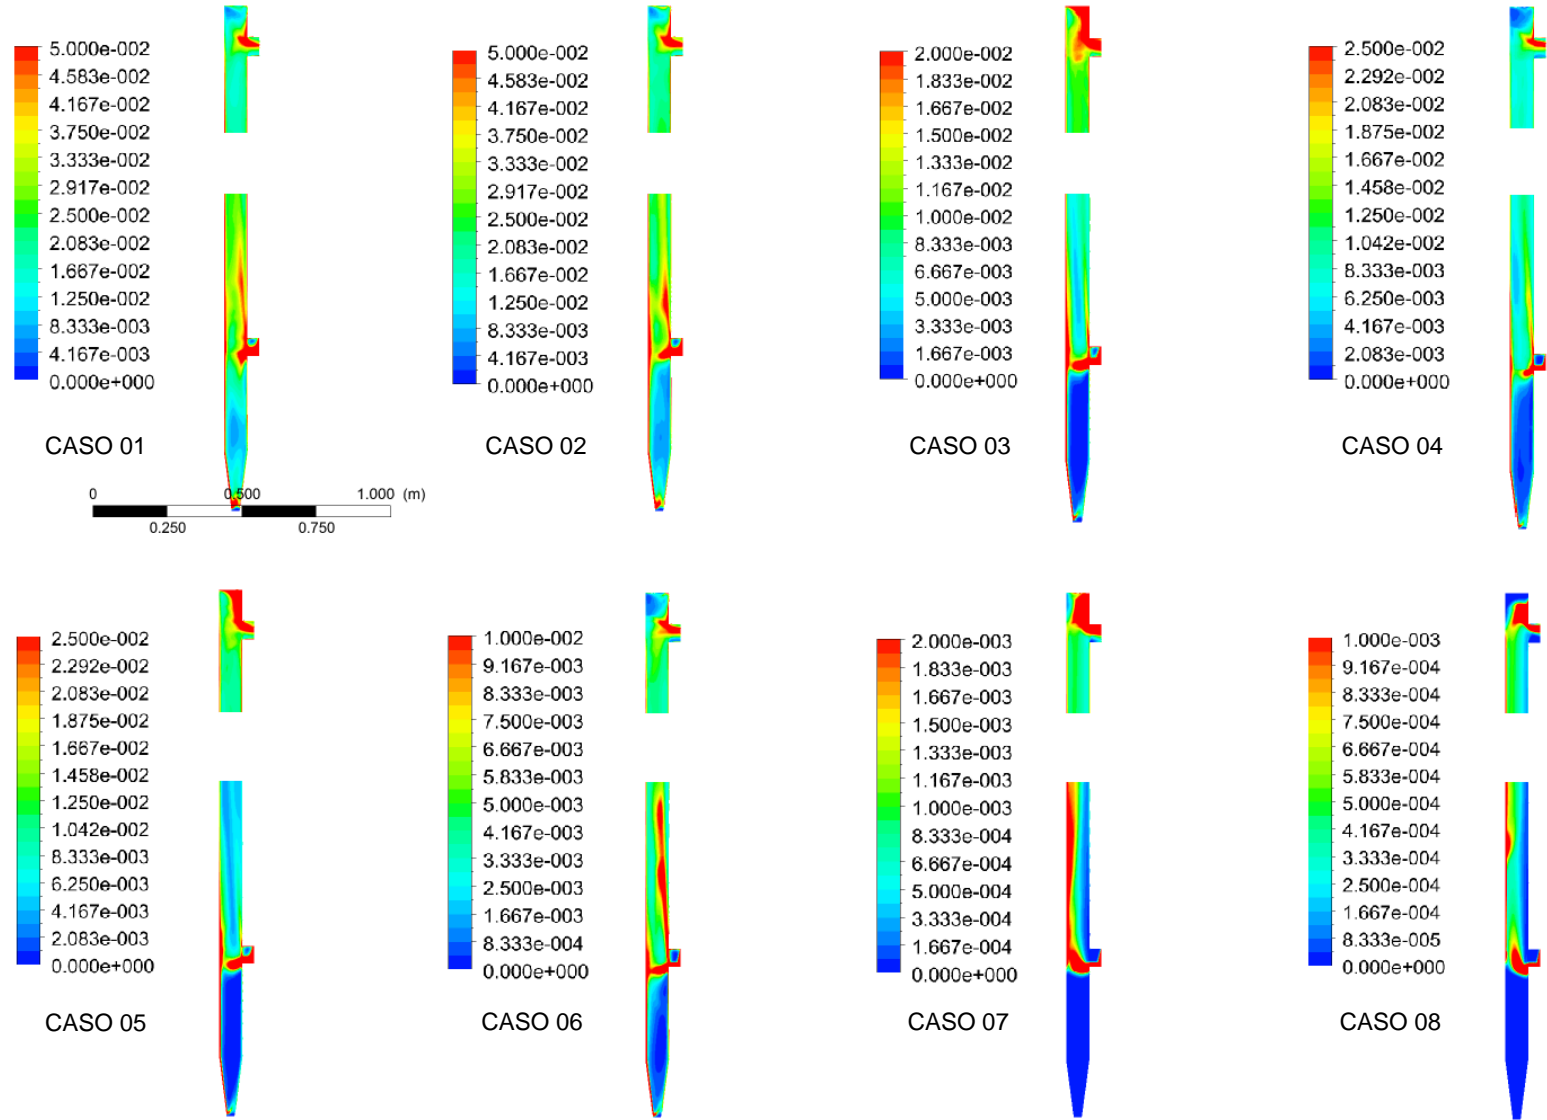 5.000e-002
4.583e-002
4.167e-002
3.750e-002
3.333e-002
2.917e-002
2.500e-002
2.083e-002
1.667e-002
1.250e-002
8.333e-003
4.167e-003
0.000e+000
CASO 01
5.000e-002
4.583e-002
4.167e-002
3.750e-002
3.333e-002
2.917e-002
2.500e-002
2.083e-002
1.667e-002
1.250e-002
8.333e-003
4.167e-003
0.000e+000
CASO 02
2.000e-002
1.833e-002
1.667e-002
1.500e-002
1.333e-002
1.167e-002
1.000e-002
8.333e-003
6.667e-003
5.000e-003
3.333e-003
1.667e-003
0.000e+000
CASO 03
2.500e-002
2.292e-002
2.083e-002
1.875e-002
1.667e-002
1.458e-002
1.250e-002
1.042e-002
8.333e-003
6.250e-003
4.167e-003
2.083e-003
0.000e+000
CASO 04
0 0.500 1.000 (m)
0.250 0.750
2.500e-002
2.292e-002
2.083e-002
1.875e-002
1.667e-002
1.458e-002
1.250e-002
1.042e-002
8.333e-003
6.250e-003
4.167e-003
2.083e-003
0.000e+000
CASO 05
1.000e-002
9.167e-003
8.333e-003
7.500e-003
6.667e-003
5.833e-003
5.000e-003
4.167e-003
3.333e-003
2.500e-003
1.667e-003
8.333e-004
0.000e+000
CASO 06
2.000e-003
1.833e-003
1.667e-003
1.500e-003
1.333e-003
1.167e-003
1.000e-003
8.333e-004
6.667e-004
5.000e-004
3.333e-004
1.667e-004
0.000e+000
CASO 07
1.000e-003
9.167e-004
8.333e-004
7.500e-004
6.667e-004
5.833e-004
5.000e-004
4.167e-004
3.333e-004
2.500e-004
1.667e-004
8.333e-005
0.000e+000
CASO 08